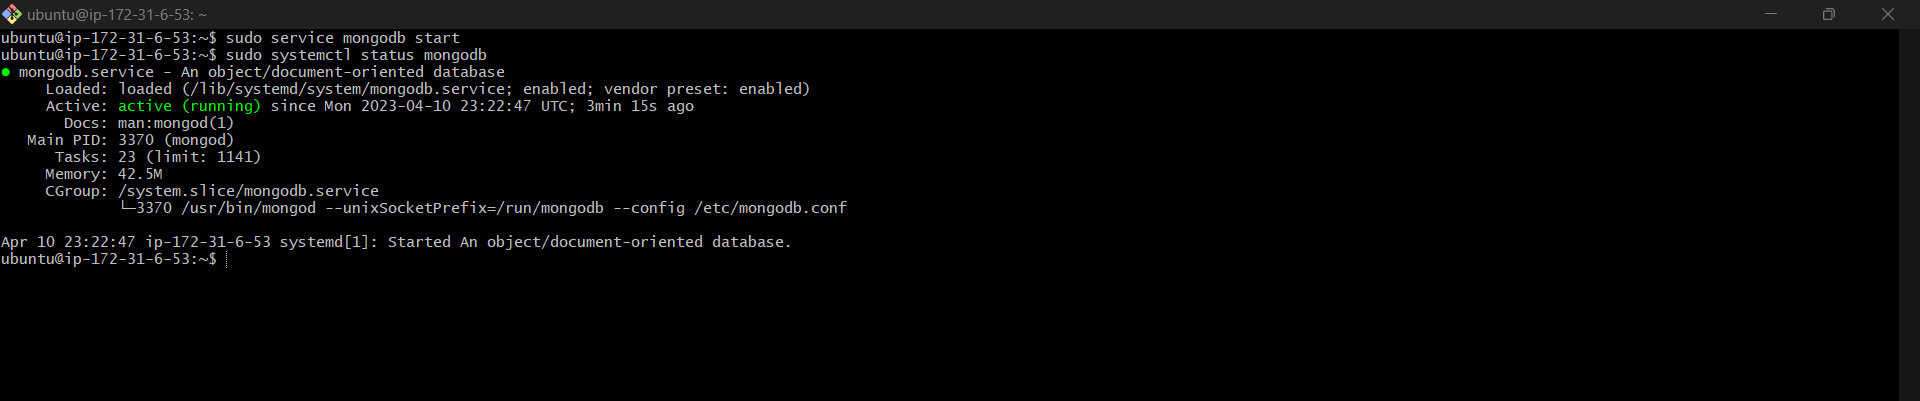 ubuntu@ip-172-31-6-53: ~
ubuntu@ip-172-31-6-53:~$ sudo service mongodb start
ubuntu@ip-172-31-6-53:~$ sudo systemctl status mongodb
● mongodb.service - An object/document-oriented database
     Loaded: loaded (/lib/systemd/system/mongodb.service; enabled; vendor preset: enabled)
     Active: active (running) since Mon 2023-04-10 23:22:47 UTC; 3min 15s ago
       Docs: man:mongod(1)
   Main PID: 3370 (mongod)
      Tasks: 23 (limit: 1141)
     Memory: 42.5M
     CGroup: /system.slice/mongodb.service
             └─3370 /usr/bin/mongod --unixSocketPrefix=/run/mongodb --config /etc/mongodb.conf
Apr 10 23:22:47 ip-172-31-6-53 systemd[1]: Started An object/document-oriented database.
ubuntu@ip-172-31-6-53:~$